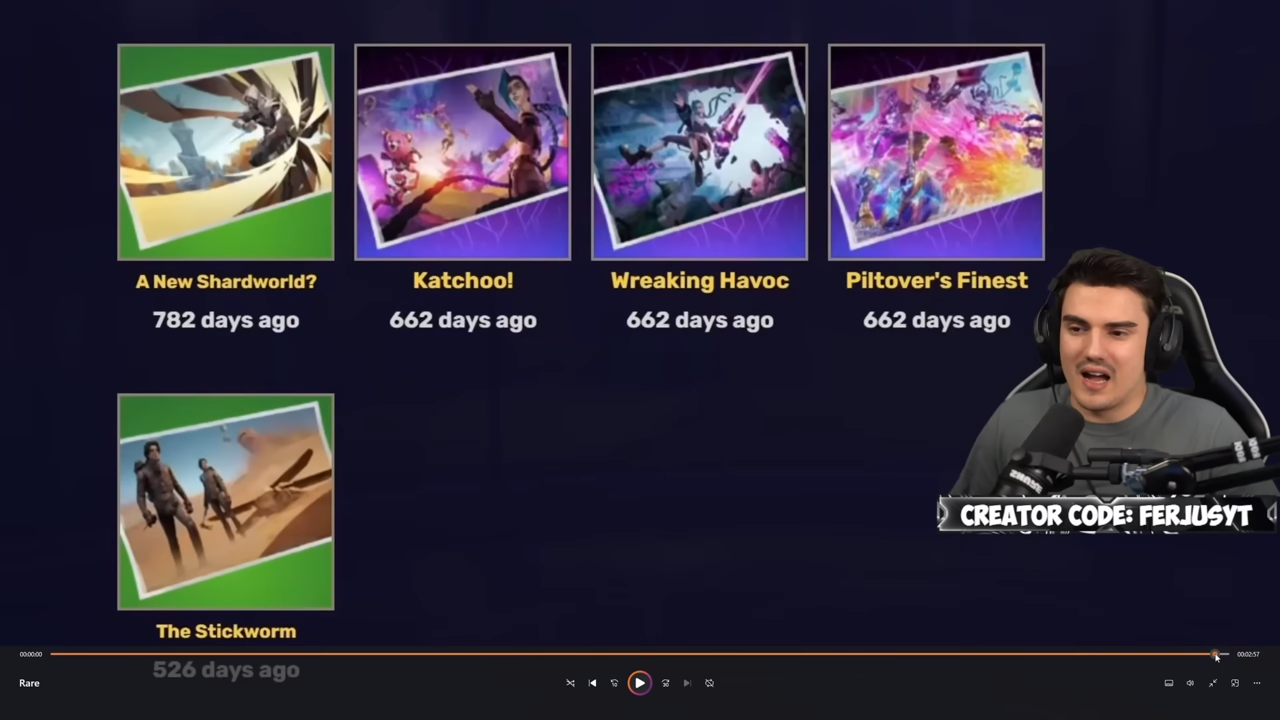 A New Shardworld?
782 days ago
Katchoo!
662 days ago
Wreaking Havoc
662 days ago
Piltover's Finest
662 days ago
CREATOR CODE: FERJUSYT
The Stickworm
526 days ago
00:00:00
00:02:57
Rare